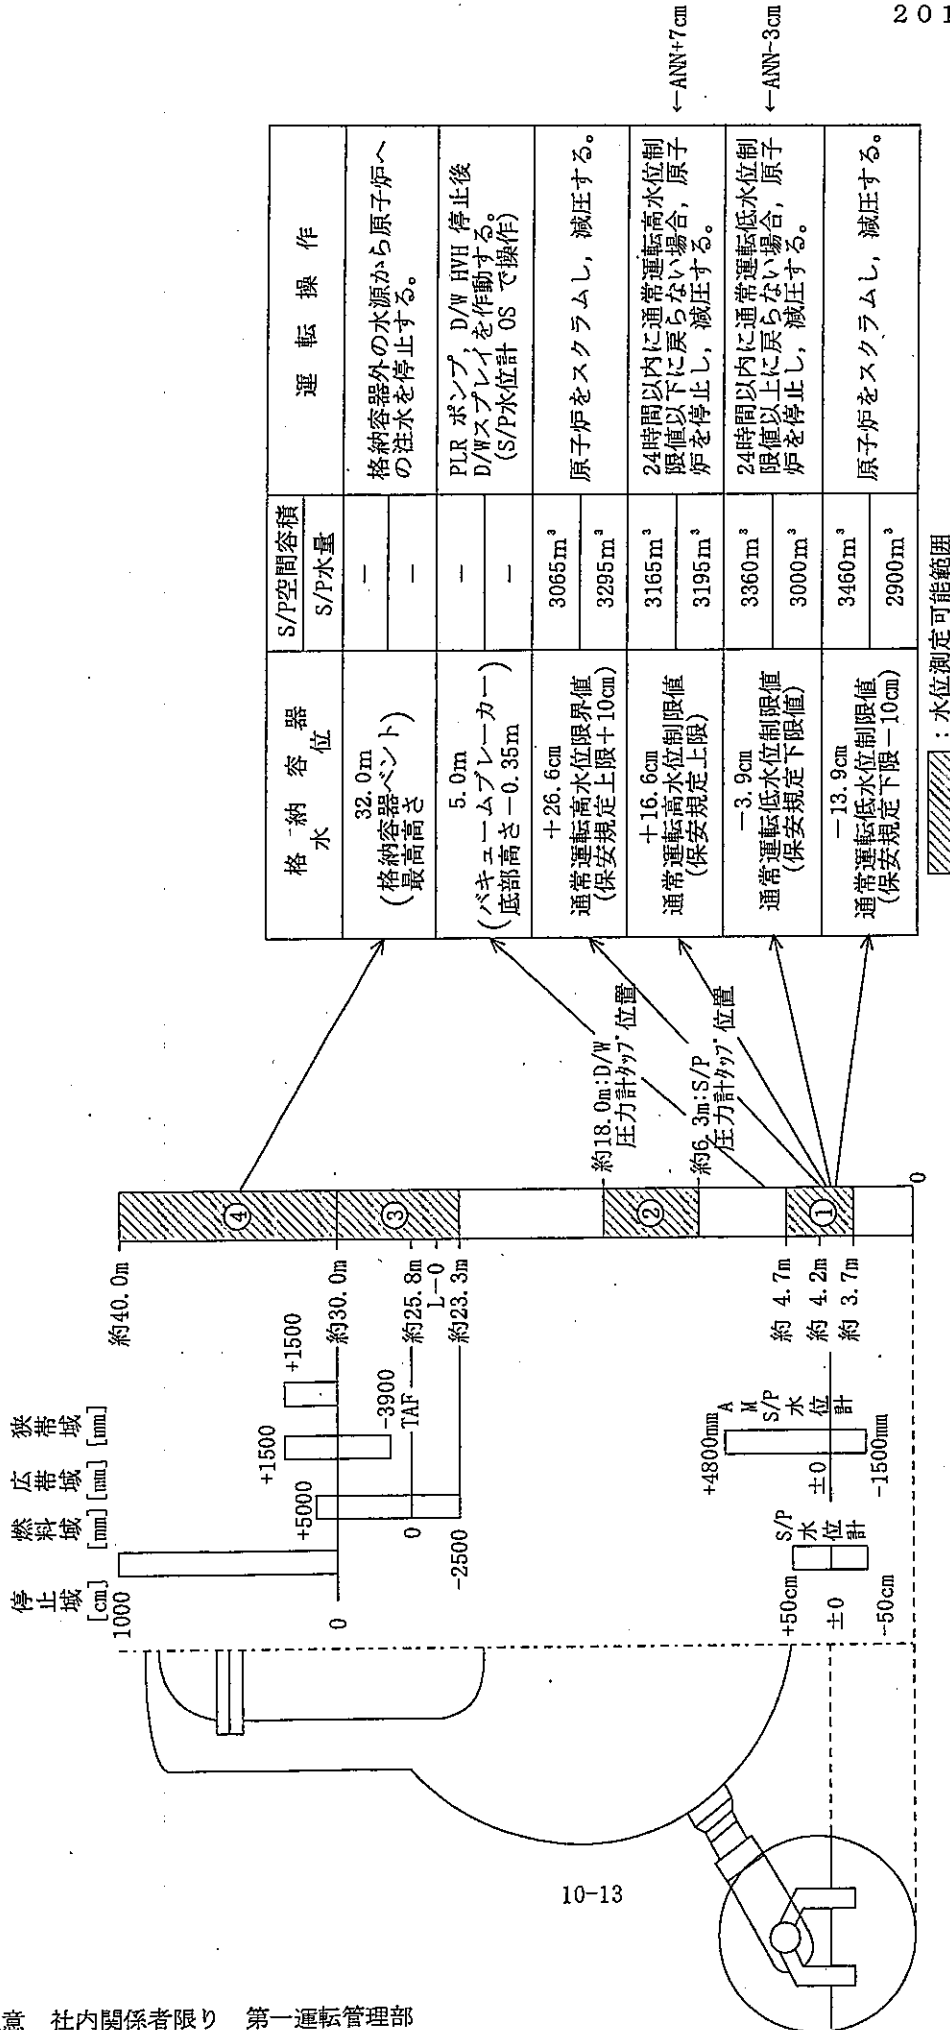 201
格納容器
水位
S/P空間容積
S/P水量
運転操作
32.0m
(格納容器ベント
最高高さ)
－
－
格納容器外の水源から原子炉へ
の注水を停止する。
5.0m
(バキュームブレーカー
底部高さ－0.35m)
－
－
PLR ポンプ, D/W HVH 停止後
D/Wスプレイを作動する。
(S/P水位計 OS で操作)
+26.6cm
通常運転高水位限界値
(保安規定上限＋10cm)
3065m³
3295m³
原子炉をスクラムし, 減圧する。
+16.6cm
通常運転高水位制限値
(保安規定上限)
3165m³
3195m³
24時間以内に通常運転高水位制
限値以下に戻らない場合, 原子
炉を停止し, 減圧する。
←ANN+7cm
－3.9cm
通常運転低水位制限値
(保安規定下限値)
3360m³
3000m³
24時間以内に通常運転低水位制
限値以上に戻らない場合, 原子
炉を停止し, 減圧する。
←ANN-3cm
－13.9cm
通常運転低水位制限値
(保安規定下限－10cm)
3460m³
2900m³
原子炉をスクラムし, 減圧する。
：水位測定可能範囲
停止域
[cm]
燃料域
[mm]
広帯域
[mm]
狭帯域
[mm]
1000
0
+5000
0
-2500
+1500
-3900
TAF
+1500
約40.0m
約30.0m
約25.8m
L-0
約23.3m
④
③
②
①
約18.0m:D/W
圧力計タップ位置
約6.3m:S/P
圧力計タップ位置
約 4.7m
約 4.2m
約 3.7m
0
+4800mm
±0
-1500mm
AM
S/P
水位計
S/P
水位計
+50cm
±0
-50cm
10-13
意 社内関係者限り 第一運転管理部